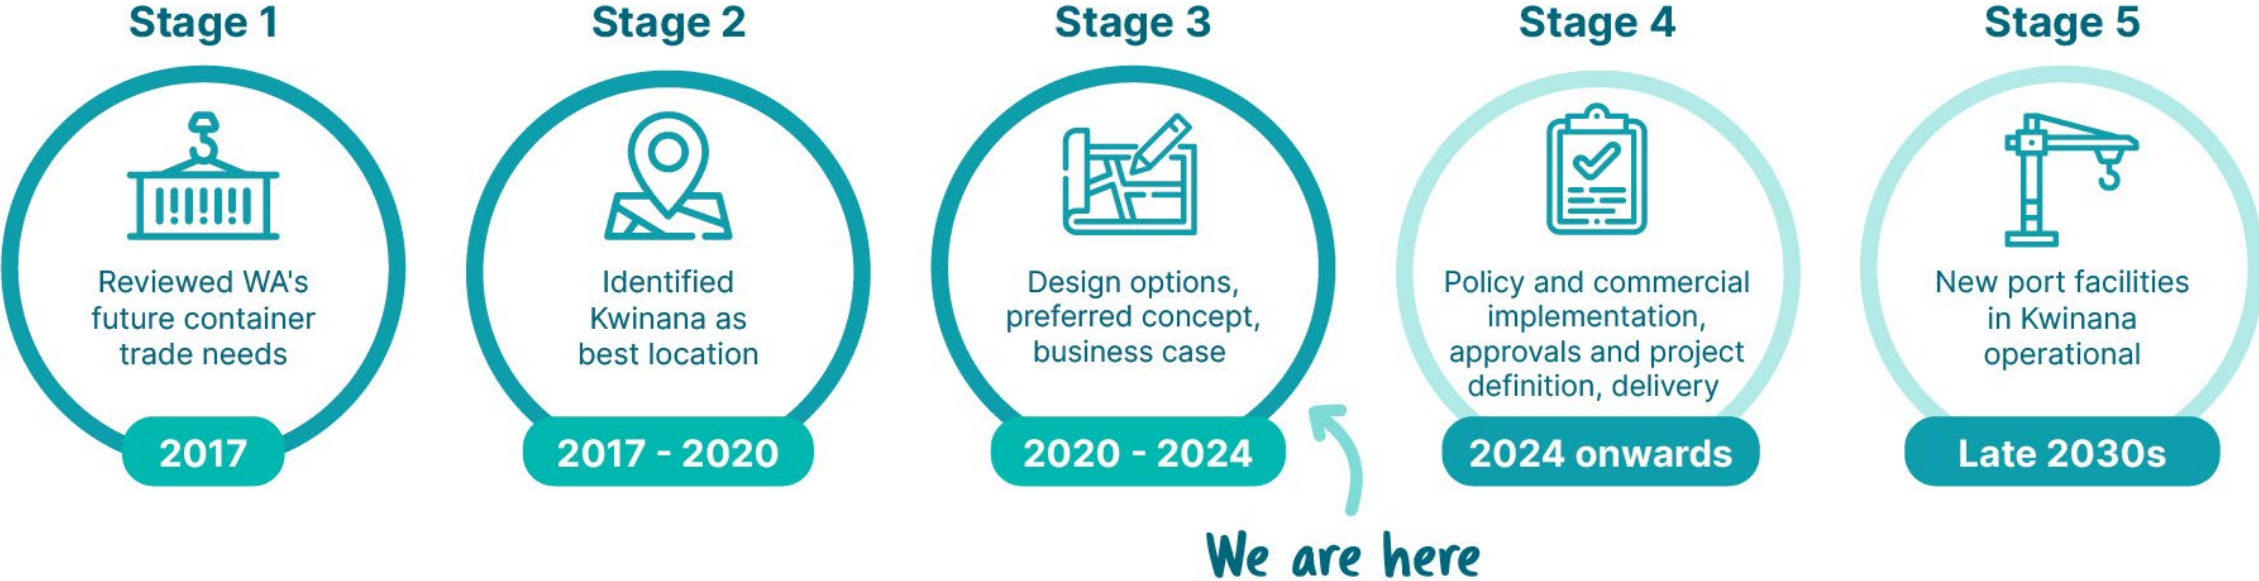 Stage 1
Reviewed WA's
future container
trade needs
2017
Stage 2
Identified
Kwinana as
best location
2017 - 2020
Stage 3
Design options,
preferred concept,
business case
2020 - 2024
We are here
Stage 4
Policy and commercial
implementation,
approvals and project
definition, delivery
2024 onwards
Stage 5
New port facilities
in Kwinana
operational
Late 2030s